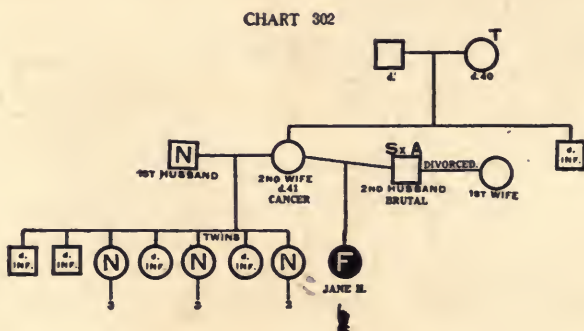 CHART 302
T
d.
d.40
N
1ST HUSBAND
2ND WIFE
d.41
CANCER
Sx A
DIVORCED.
2ND HUSBAND
BRUTAL
1ST WIFE
d.
INF.
TWINS
d.
INF.
d.
INF.
N
d.
INF.
N
d.
INF.
N
F
3
3
2
JANE H.